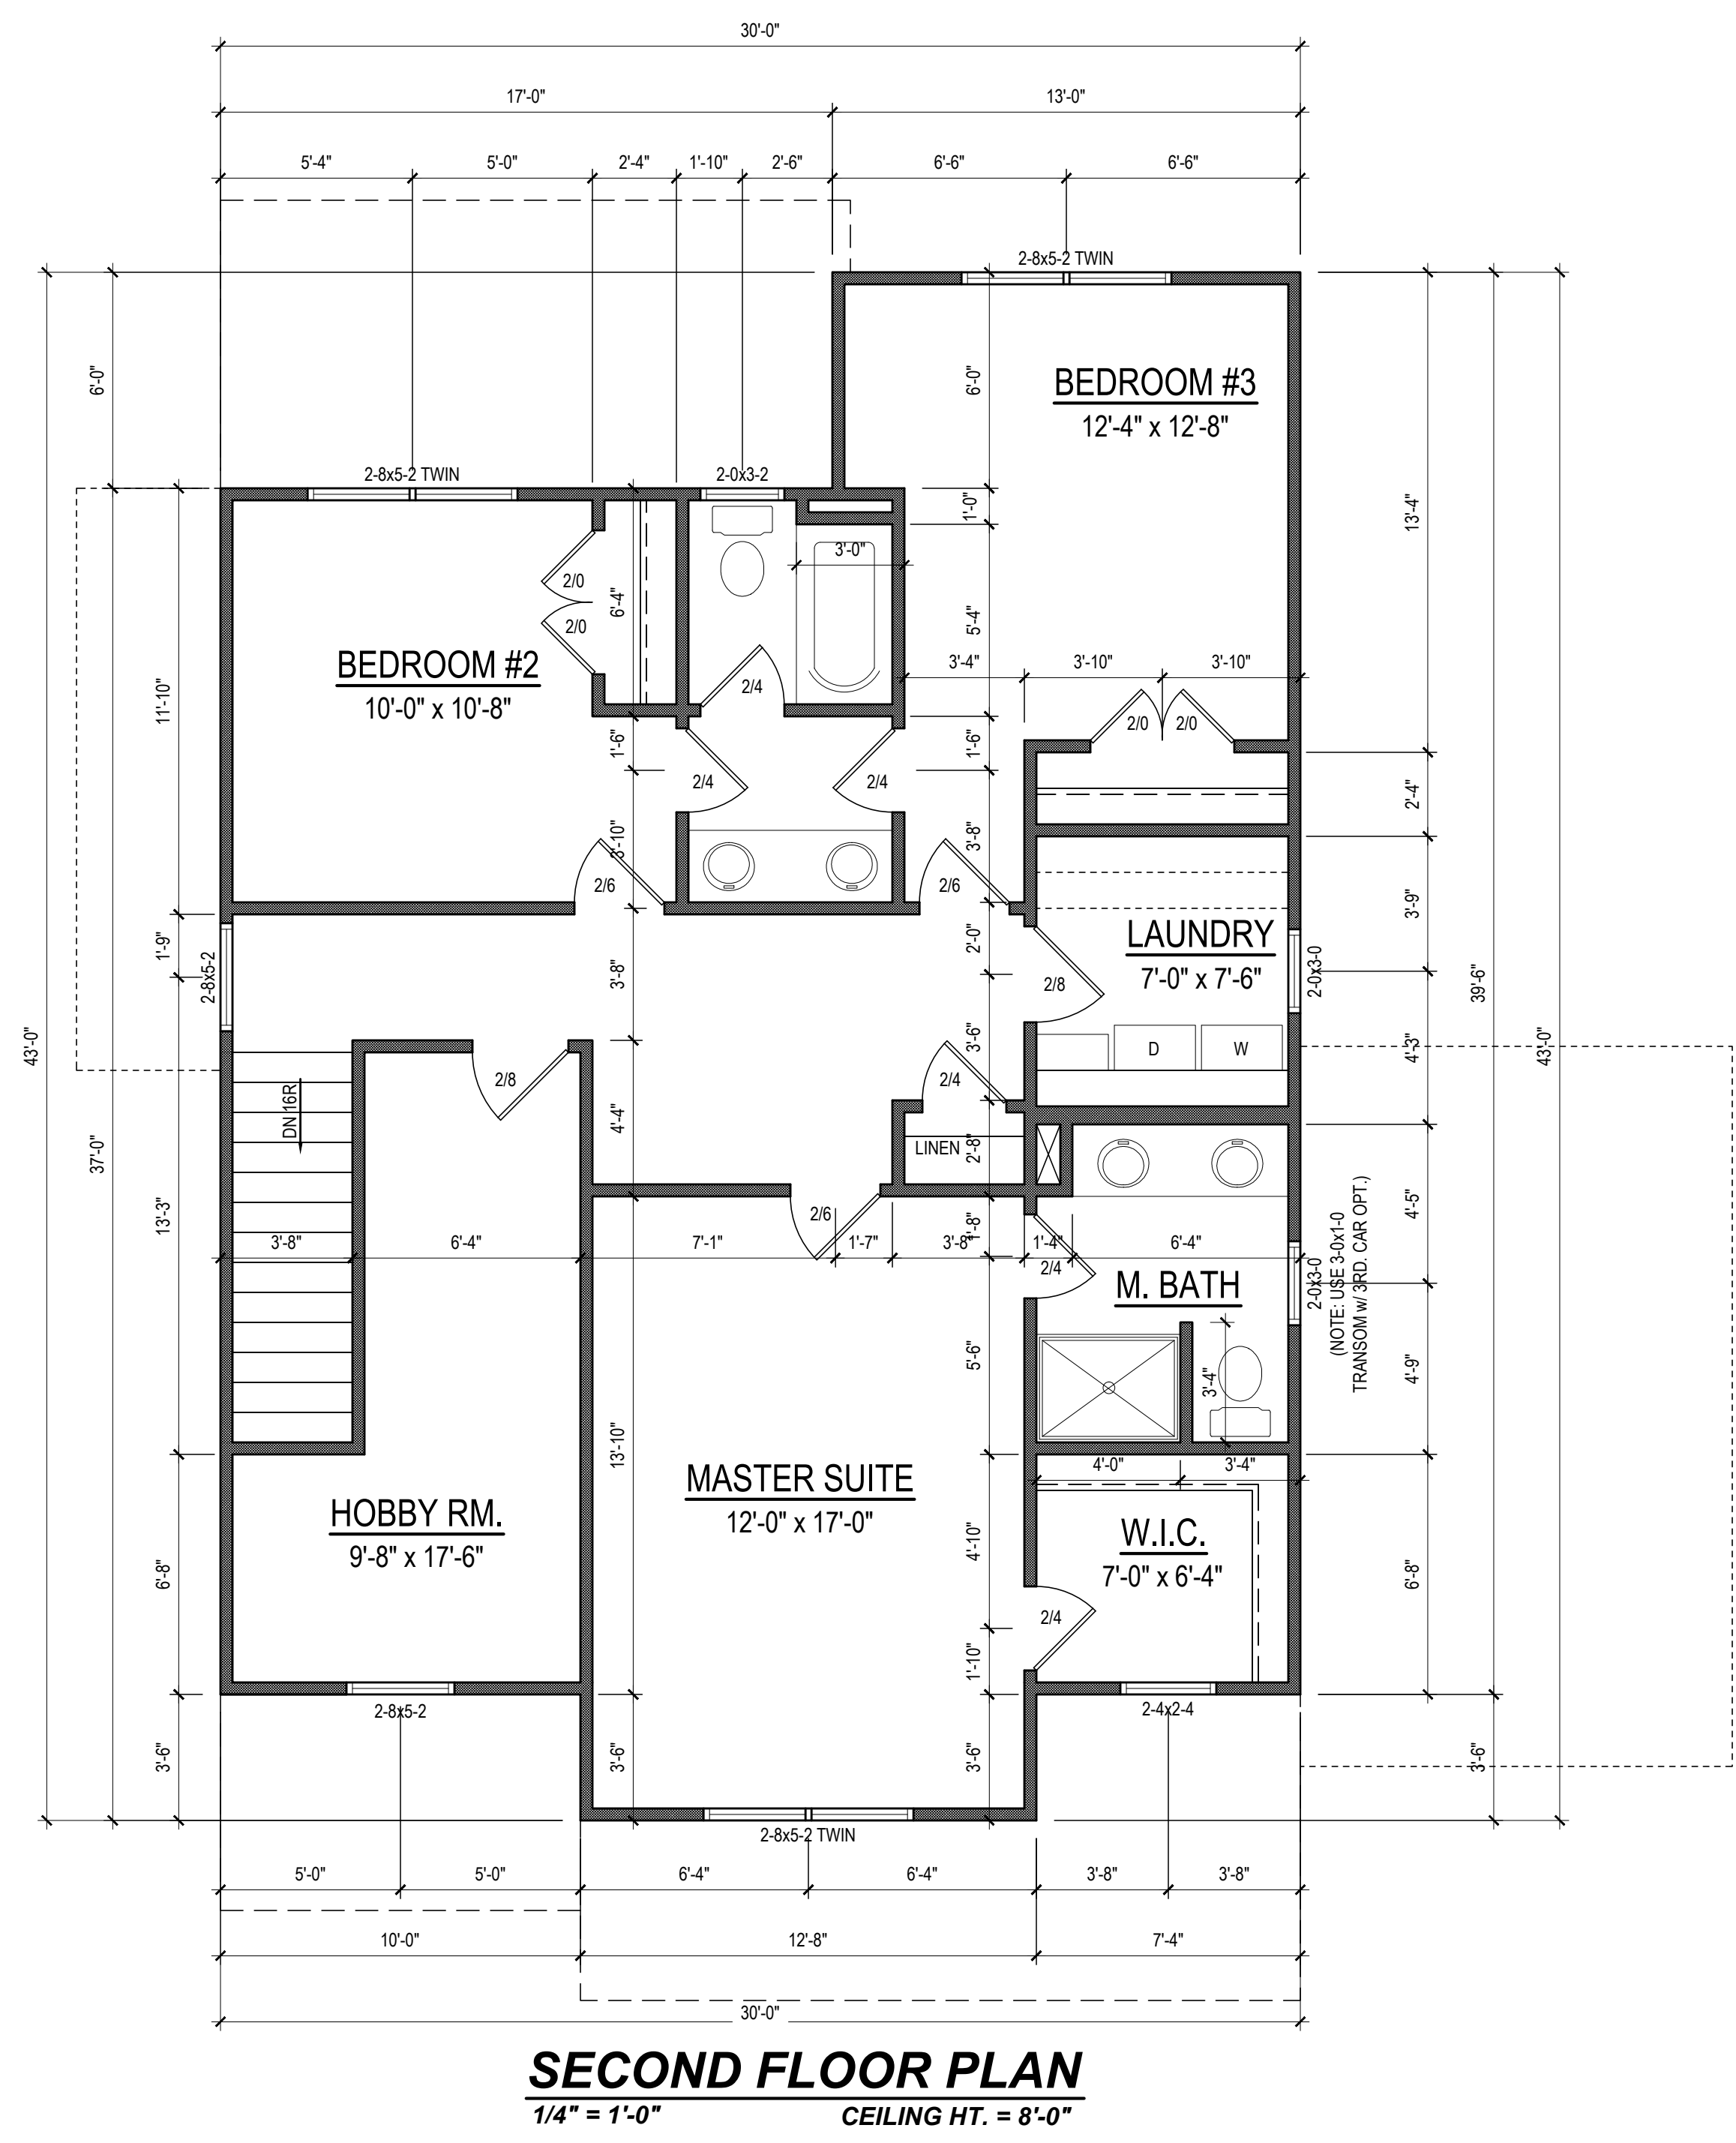 30'-0"
17'-0" 13'-0"
5'-4" 5'-0" 2'-4" 1'-10" 2'-6" 6'-6" 6'-6"
2-8x5-2 TWIN
6'-0" 6'-0"
BEDROOM #3
12'-4" x 12'-8"
2-8x5-2 TWIN 2-0x3-2
1'-0" 13'-4"
3'-0"
2/0
6'-4"
2/0
5'-4"
BEDROOM #2
10'-0" x 10'-8"
11'-10"
2/4
3'-4" 3'-10" 3'-10"
2/0 2/0
1'-6" 1'-6"
2/4 2/4
2'-4"
3'-10" 3'-8"
2/6 2/6
3'-9"
LAUNDRY
7'-0" x 7'-6"
1'-9"
2-8x5-2
3'-8"
2'-0"
2/8
2-0x3-0
39'-6"
43'-0"
3'-6"
D W
4'-3"
43'-0"
2/8
2/4
DN 16R
4'-4"
37'-0"
LINEN
2'-8"
13'-3"
2/6
1'-8"
4'-5"
3'-8" 6'-4" 7'-1" 1'-7" 3'-8" 1'-4" 6'-4"
2/4
M. BATH
2-0x3-0
(NOTE: USE 3-0x1-0
TRANSOM w/ 3RD. CAR OPT.)
5'-6"
3'-4"
4'-9"
13'-10"
4'-0" 3'-4"
MASTER SUITE
12'-0" x 17'-0"
HOBBY RM.
9'-8" x 17'-6"
4'-10"
W.I.C.
7'-0" x 6'-4"
6'-8" 6'-8"
2/4
1'-10"
2-8x5-2 2-4x2-4
3'-6" 3'-6" 3'-6" 3'-6"
2-8x5-2 TWIN
5'-0" 5'-0" 6'-4" 6'-4" 3'-8" 3'-8"
10'-0" 12'-8" 7'-4"
30'-0"
SECOND FLOOR PLAN
1/4" = 1'-0" CEILING HT. = 8'-0"